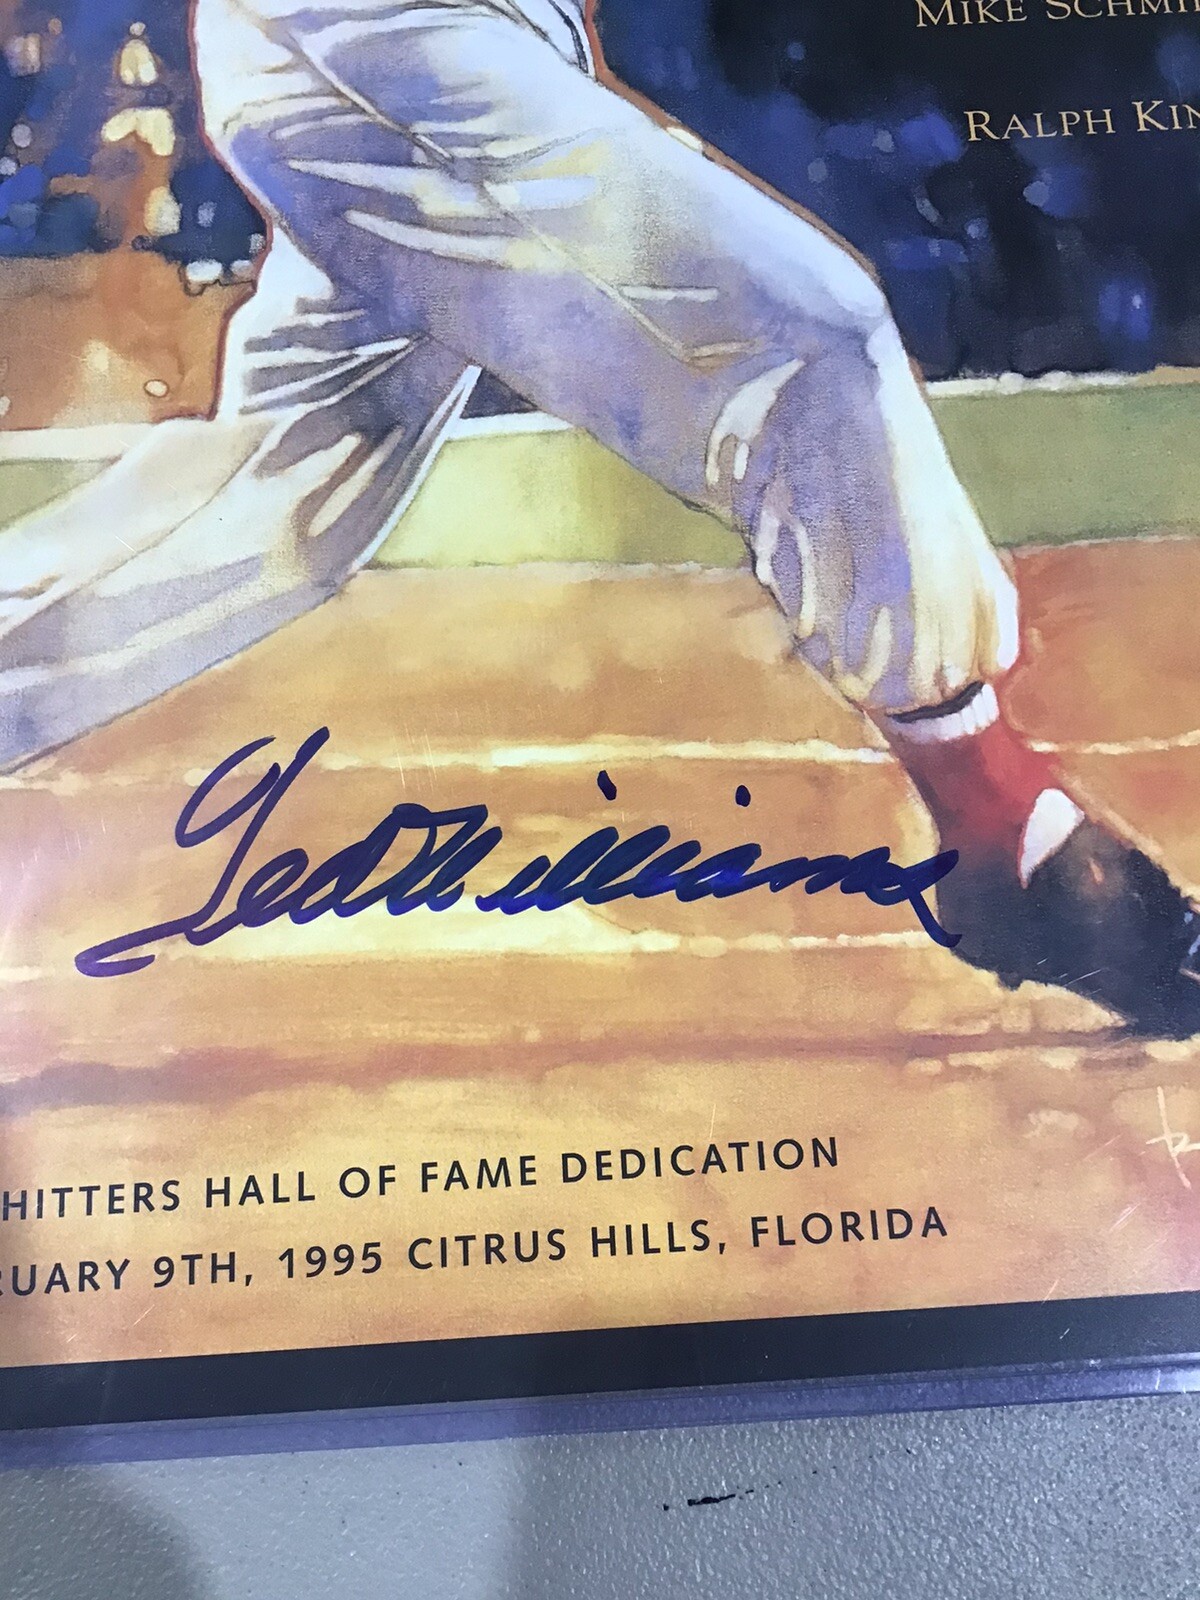 MIKE SCHMI
RALPH KIN
Ted Williams
HITTERS HALL OF FAME DEDICATION
RUARY 9TH, 1995 CITRUS HILLS, FLORIDA